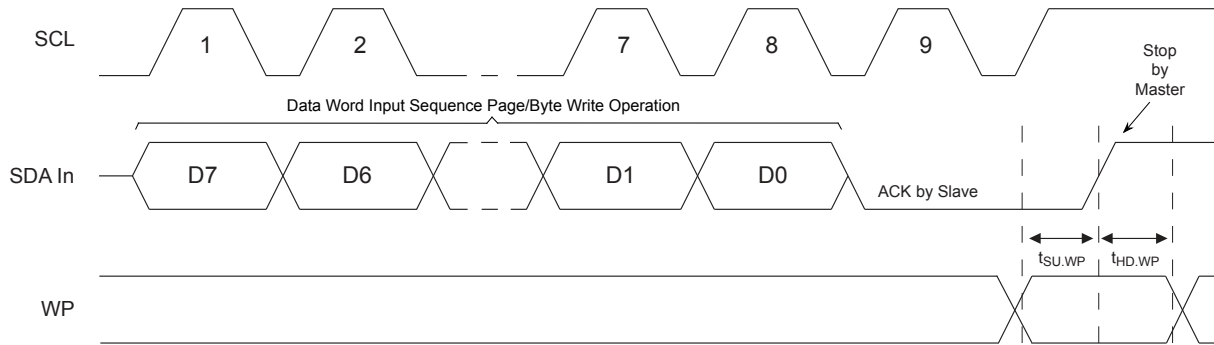 SCL
1
2
7
8
9
Stop
by
Master
Data Word Input Sequence Page/Byte Write Operation
SDA In
D7
D6
D1
D0
ACK by Slave
tSU.WP
tHD.WP
WP